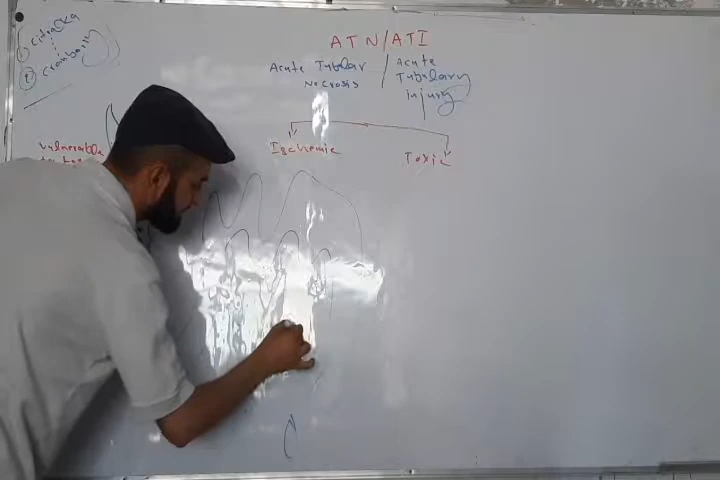 ATN/ATI
Acute Tubular / Acute
Necrosis Tubulary
injury
Ischemic
Toxic
Vulnerable